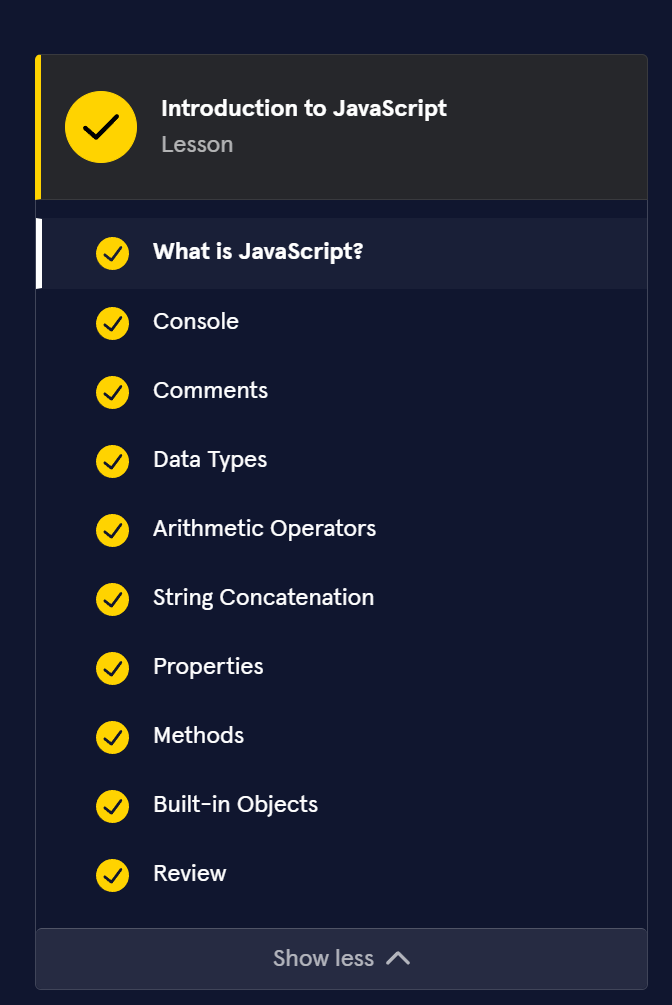 Introduction to JavaScript
Lesson
What is JavaScript?
Console
Comments
Data Types
Arithmetic Operators
String Concatenation
Properties
Methods
Built-in Objects
Review
Show less